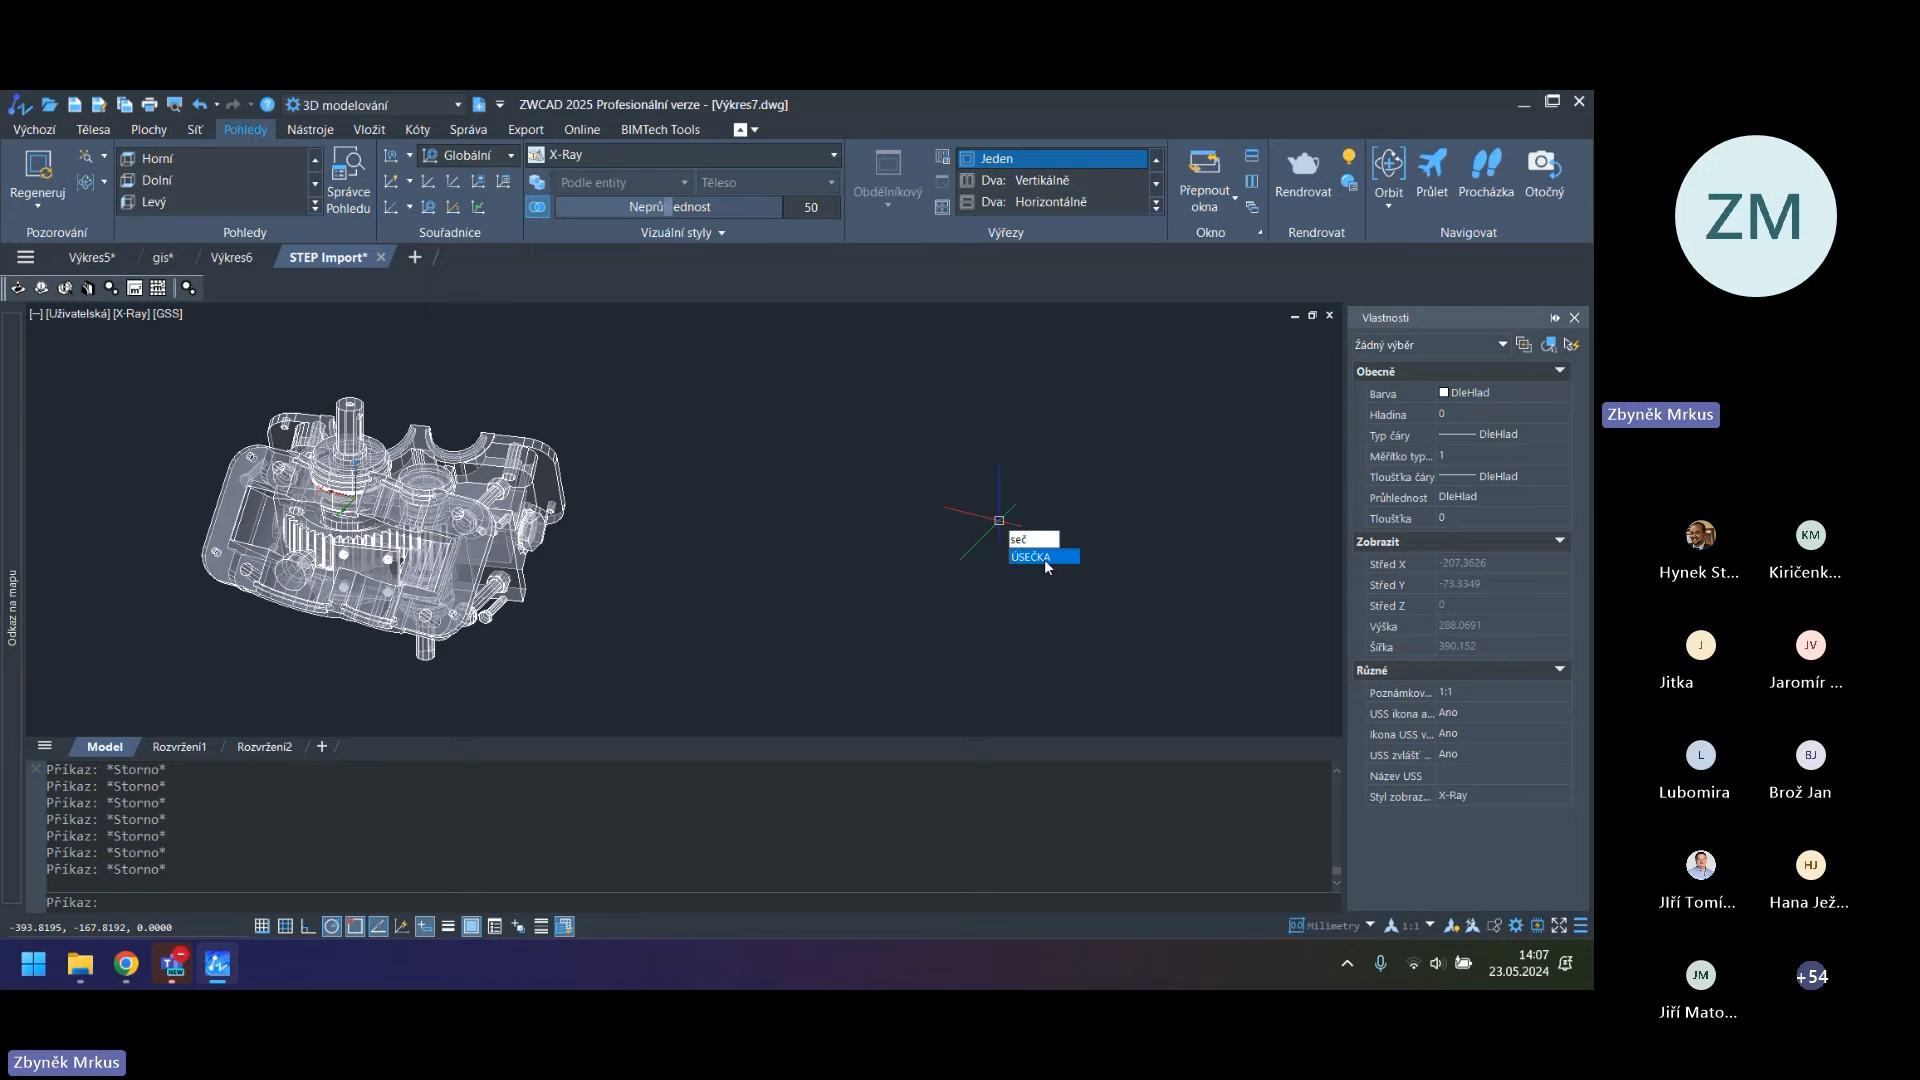 3D modelování
ZWCAD 2025 Profesionální verze - [Výkres7.dwg]
Výchozí Tělesa Plochy Síť Pohledy Nástroje Vložit Kóty Správa Export Online BIMTech Tools
Regeneruj
Pozorování
Horní
Dolní
Levý
Správce
Pohledu
Pohledy
Globální
Souřadnice
X-Ray
Podle entity
Těleso
50
Vizuální styly
Obdélníkový
Jeden
Dva: Vertikálně
Dva: Horizontálně
Výřezy
Přepnout
okna
Okno
Rendrovat
Rendrovat
Orbit
Průlet
Procházka
Otočný
Navigovat
Výkres5*
gis*
Výkres6
STEP Import*
[—] [Uživatelská] [X-Ray] [GSS]
Odkaz na mapu
seč
ÚSEČKA
Vlastnosti
Žádný výběr
Obecně
Barva DleHlad
Hladina 0
Typ čáry DleHlad
Měřítko typ... 1
Tloušťka čáry DleHlad
Průhlednost DleHlad
Tloušťka 0
Zobrazit
Střed X -207.3626
Střed Y -73.3349
Střed Z 0
Výška 288.0691
Šířka 390.152
Různé
Poznámkov... 1:1
USS ikona a... Ano
Ikona USS v... Ano
USS zvlášť ... Ano
Název USS
Styl zobraz... X-Ray
Model
Rozvržení1
Rozvržení2
Příkaz: *Storno*
Příkaz: *Storno*
Příkaz: *Storno*
Příkaz: *Storno*
Příkaz: *Storno*
Příkaz: *Storno*
Příkaz: *Storno*
Příkaz:
-393.8195, -167.8192, 0.0000
Milimetry
1:1
NEW
14:07
23.05.2024
ZM
Zbyněk Mrkus
Hynek St...
KM
Kiričenk...
J
Jitka
JV
Jaromír ...
L
Lubomira
BJ
Brož Jan
JIří Tomí...
HJ
Hana Jež...
JM
Jiří Mato...
+54
Zbyněk Mrkus